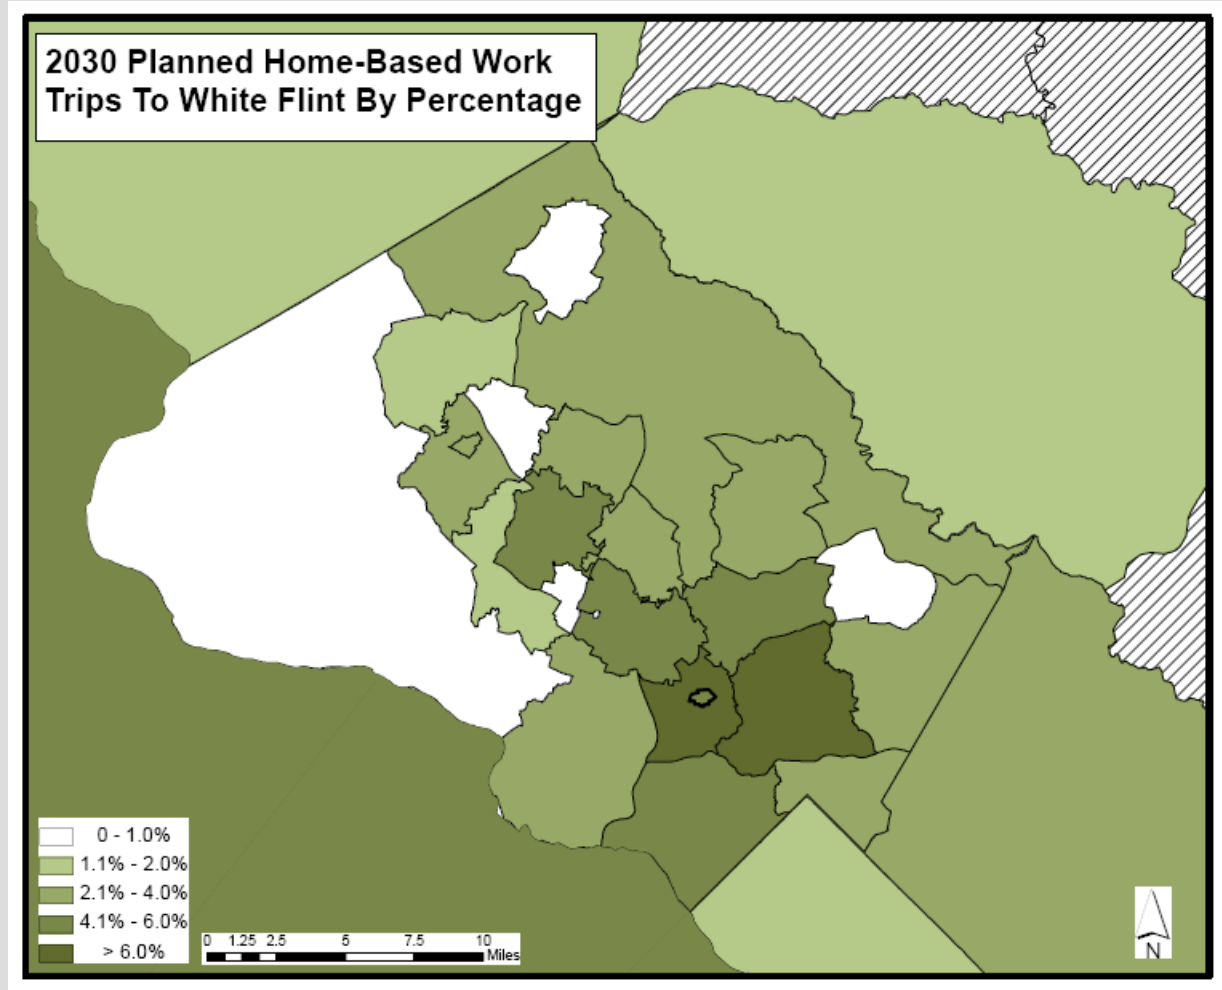 2030 Planned Home-Based Work
Trips To White Flint By Percentage
0 - 1.0%
1.1% - 2.0%
2.1% - 4.0%
4.1% - 6.0%
> 6.0%
0 1.25 2.5 5 7.5 10
Miles
N